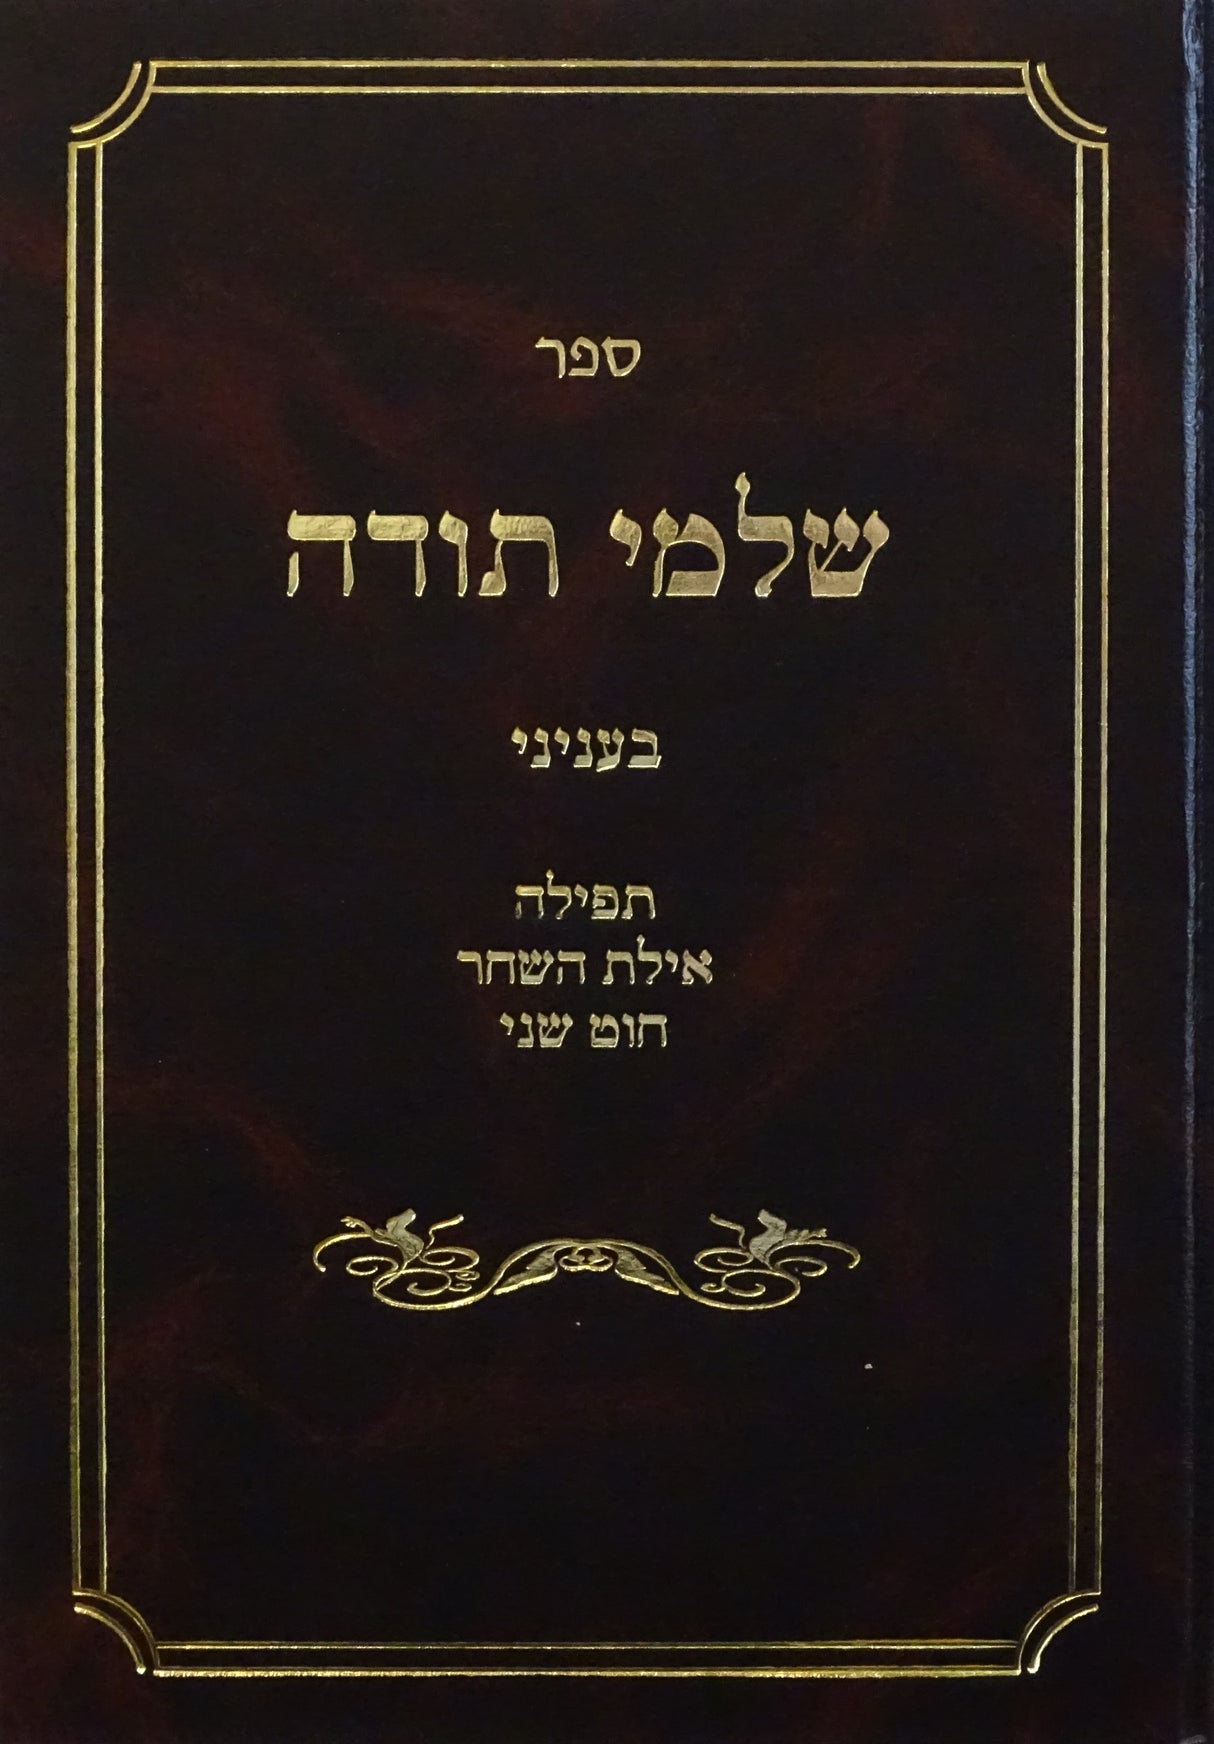 ספר
שלמי תודה
בעניני
תפילה
אילת השחר
חוט שני